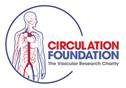 CIRCULATION
FOUNDATION
The Vascular Research Charity